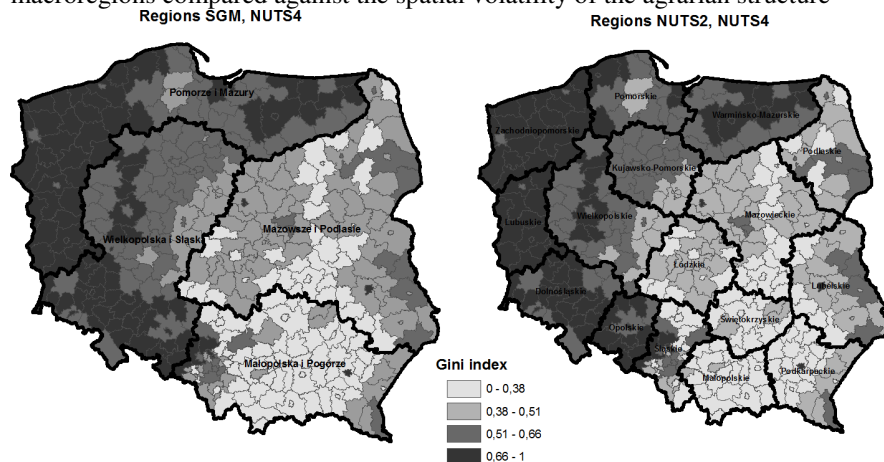 macroregions compared against the spatial volatility of the agrarian structure
Regions SGM, NUTS4
Regions NUTS2, NUTS4
Pomorze i Mazury
Wielkopolska i Śląsk
Mazowsze i Podlasie
Małopolska i Pogórze
Pomorskie
Warmińsko-Mazurskie
Zachodniopomorskie
Podlaskie
Kujawsko-Pomorskie
Mazowieckie
Lubuskie
Wielkopolskie
Łódzkie
Lubelskie
Dolnośląskie
Opolskie
Świętokrzyskie
Śląskie
Małopolskie
Podkarpackie
Gini index
0 - 0,38
0,38 - 0,51
0,51 - 0,66
0,66 - 1